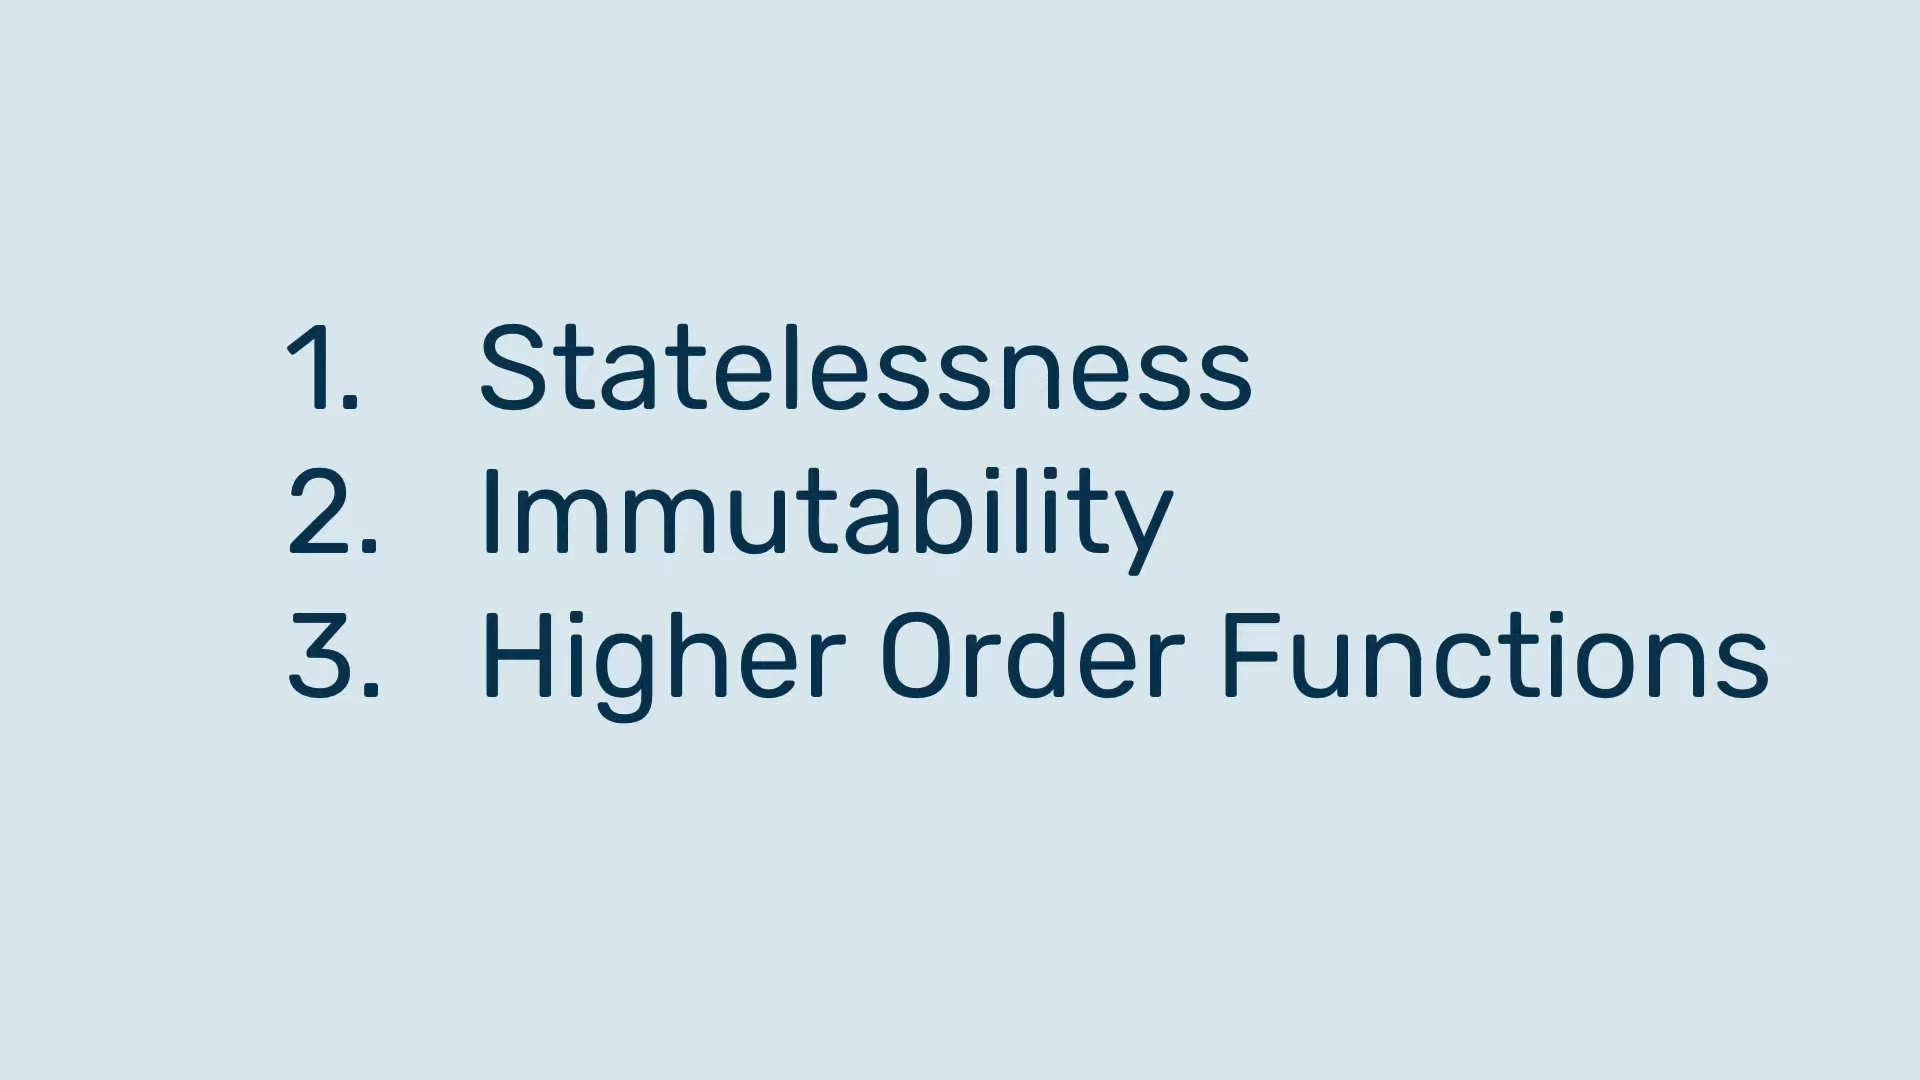 1. Statelessness
2. Immutability
3. Higher Order Functions